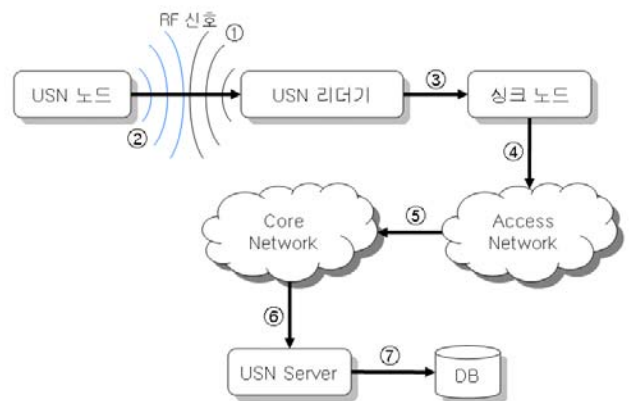 RF 신호
①
USN 노드
②
USN 리더기
③
싱크 노드
④
Core
Network
⑤
Access
Network
⑥
USN Server
⑦
DB